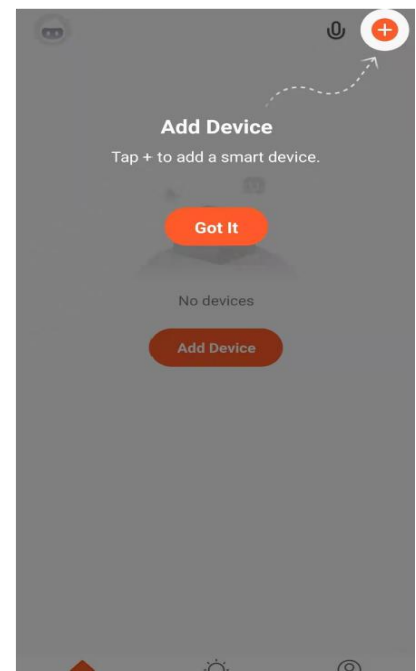 Add Device
Tap + to add a smart device.
Got It
No devices
Add Device